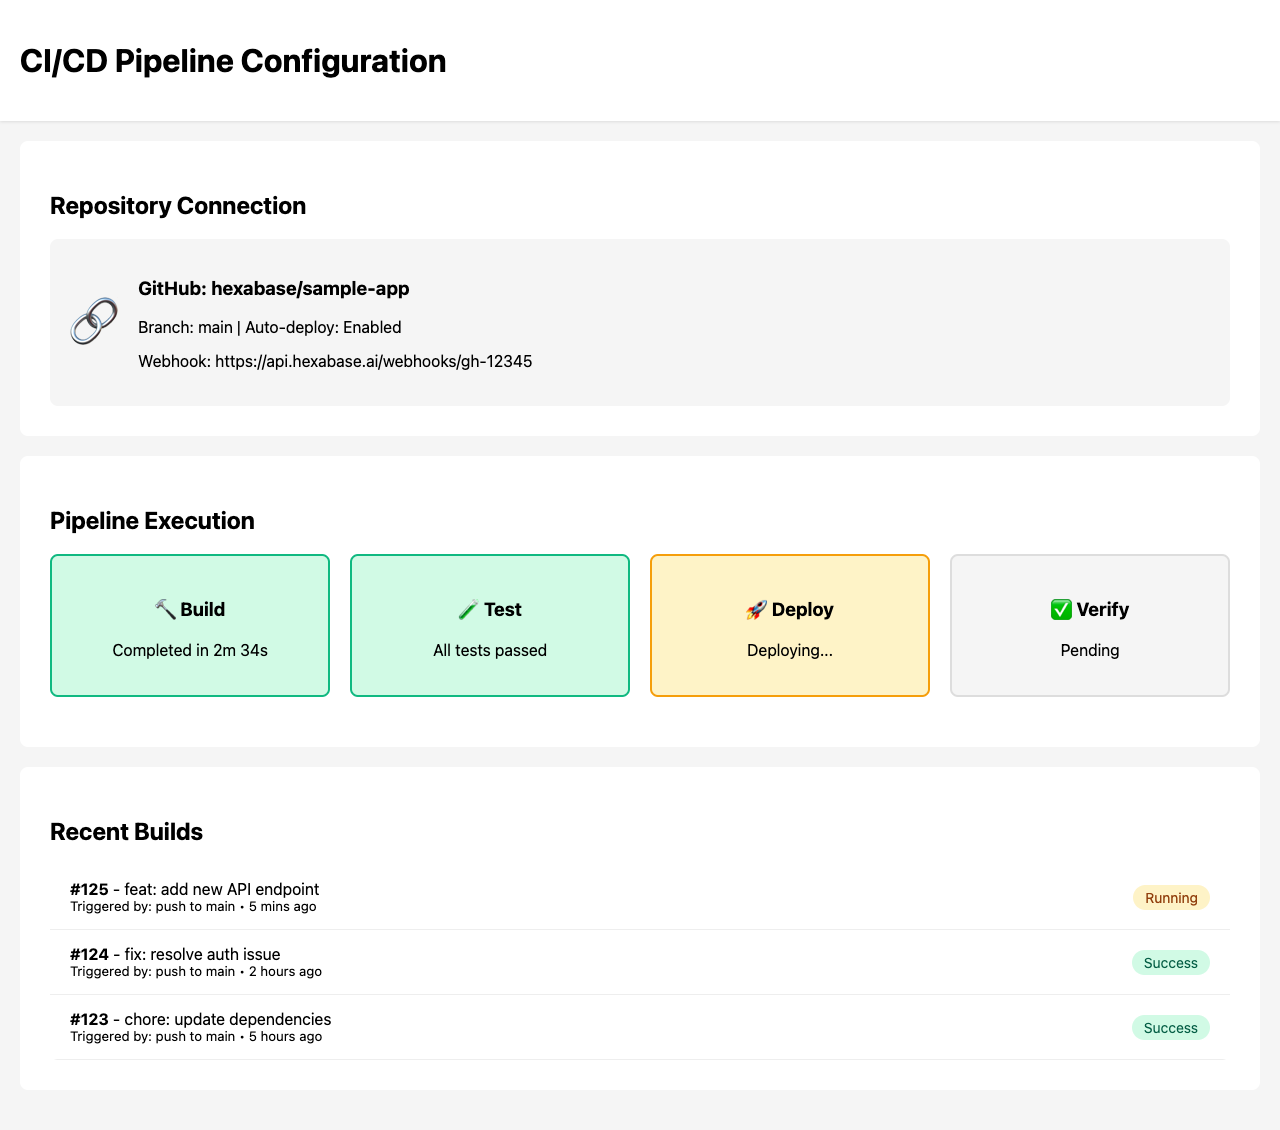 CI/CD Pipeline Configuration
Repository Connection
GitHub: hexabase/sample-app
Branch: main | Auto-deploy: Enabled
Webhook: https://api.hexabase.ai/webhooks/gh-12345
Pipeline Execution
🔨 Build
Completed in 2m 34s
🧪 Test
All tests passed
🚀 Deploy
Deploying...
✅ Verify
Pending
Recent Builds
#125 - feat: add new API endpoint
Triggered by: push to main • 5 mins ago
Running
#124 - fix: resolve auth issue
Triggered by: push to main • 2 hours ago
Success
#123 - chore: update dependencies
Triggered by: push to main • 5 hours ago
Success